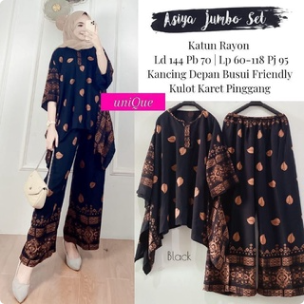 Asiya Jumbo Set
Katun Rayon
Ld 144 Pb 70 | Lp 60-118 Pj 95
Kancing Depan Busui Friendly
Kulot Karet Pinggang
uniQue
Black